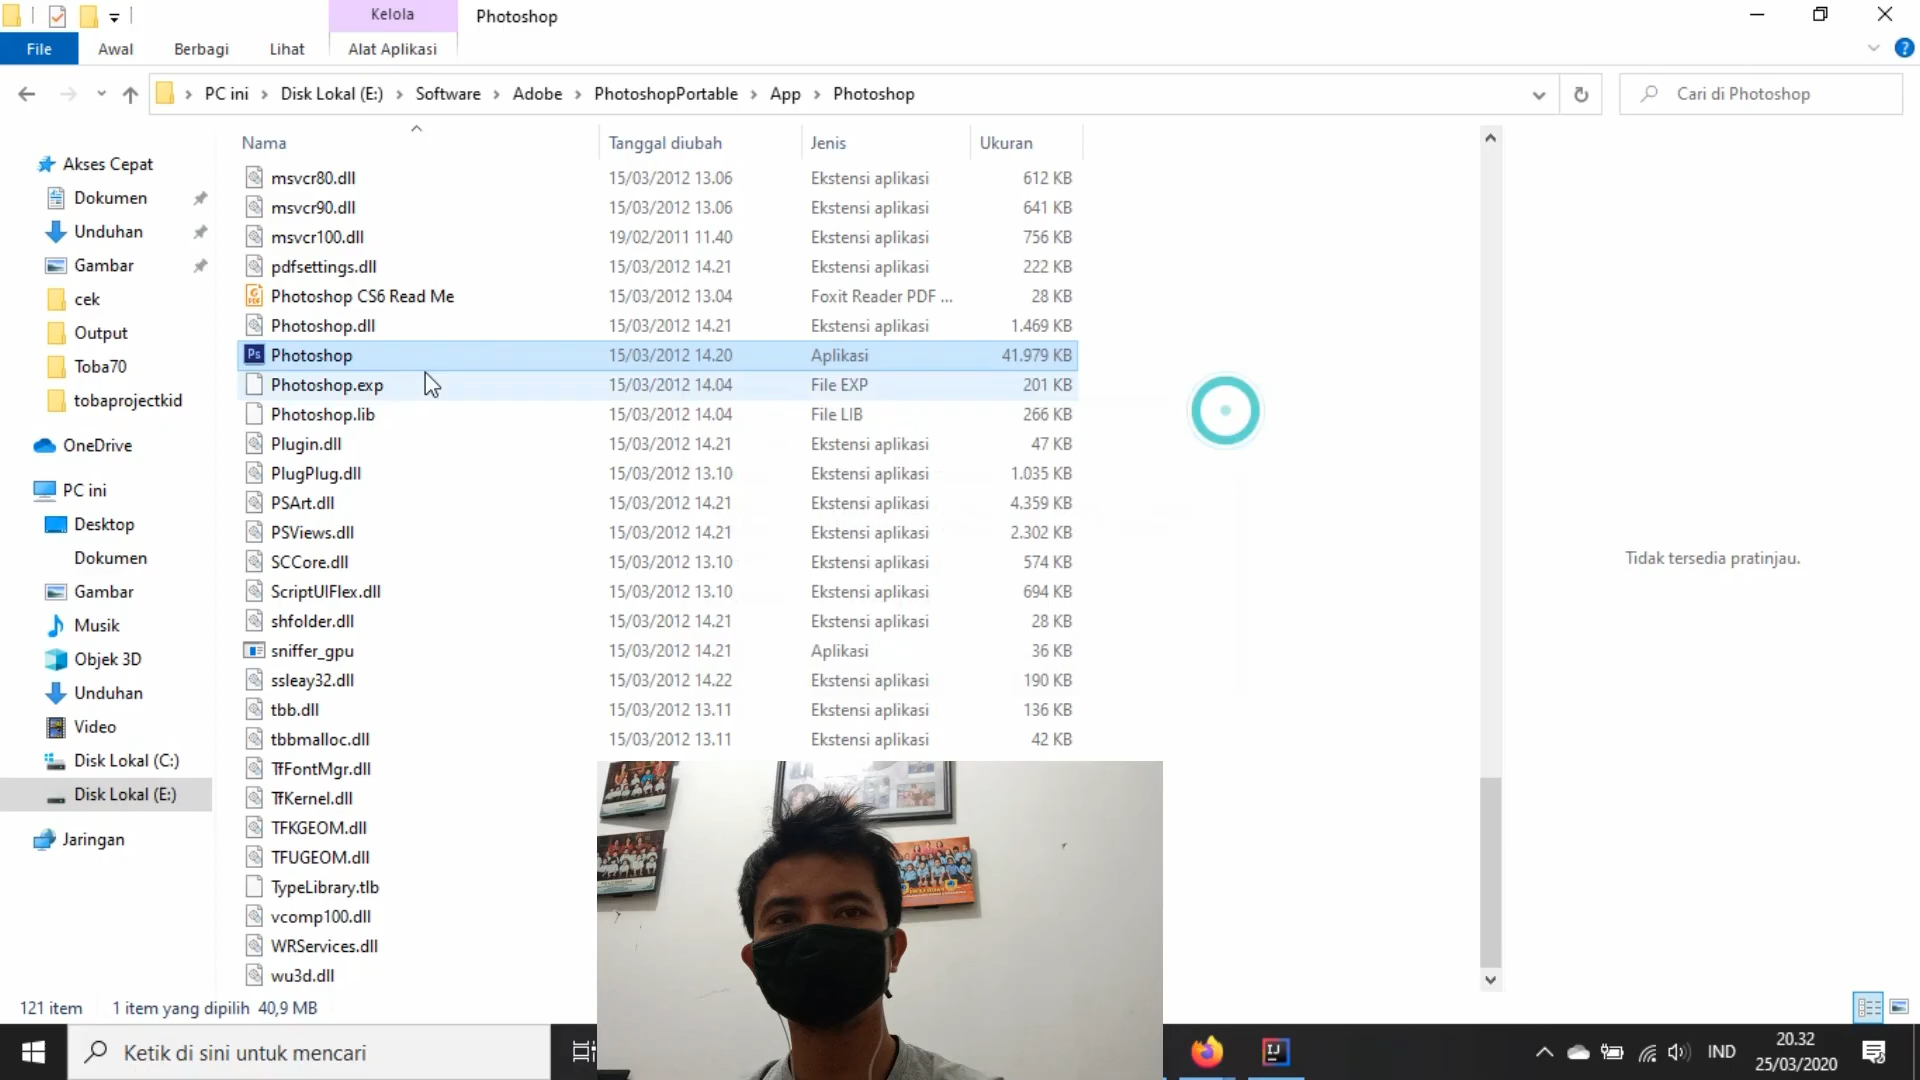 Kelola
Photoshop
File
Awal
Berbagi
Lihat
Alat Aplikasi
PC ini
Disk Lokal (E:)
Software
Adobe
PhotoshopPortable
App
Photoshop
Cari di Photoshop
Nama
Tanggal diubah
Jenis
Ukuran
Akses Cepat
Dokumen
Unduhan
Gambar
cek
Output
Toba70
tobaprojectkid
OneDrive
PC ini
Desktop
Dokumen
Gambar
Musik
Objek 3D
Unduhan
Video
Disk Lokal (C:)
Disk Lokal (E:)
Jaringan
msvcr80.dll 15/03/2012 13.06 Ekstensi aplikasi 612 KB
msvcr90.dll 15/03/2012 13.06 Ekstensi aplikasi 641 KB
msvcr100.dll 19/02/2011 11.40 Ekstensi aplikasi 756 KB
pdfsettings.dll 15/03/2012 14.21 Ekstensi aplikasi 222 KB
Photoshop CS6 Read Me 15/03/2012 13.04 Foxit Reader PDF ... 28 KB
Photoshop.dll 15/03/2012 14.21 Ekstensi aplikasi 1.469 KB
Ps Photoshop 15/03/2012 14.20 Aplikasi 41.979 KB
Photoshop.exp 15/03/2012 14.04 File EXP 201 KB
Photoshop.lib 15/03/2012 14.04 File LIB 266 KB
Plugin.dll 15/03/2012 14.21 Ekstensi aplikasi 47 KB
PlugPlug.dll 15/03/2012 13.10 Ekstensi aplikasi 1.035 KB
PSArt.dll 15/03/2012 14.21 Ekstensi aplikasi 4.359 KB
PSViews.dll 15/03/2012 14.21 Ekstensi aplikasi 2.302 KB
SCCore.dll 15/03/2012 13.10 Ekstensi aplikasi 574 KB
ScriptUIFlex.dll 15/03/2012 13.10 Ekstensi aplikasi 694 KB
shfolder.dll 15/03/2012 14.21 Ekstensi aplikasi 28 KB
sniffer_gpu 15/03/2012 14.21 Aplikasi 36 KB
ssleay32.dll 15/03/2012 14.22 Ekstensi aplikasi 190 KB
tbb.dll 15/03/2012 13.11 Ekstensi aplikasi 136 KB
tbbmalloc.dll 15/03/2012 13.11 Ekstensi aplikasi 42 KB
TfFontMgr.dll
TfKernel.dll
TFKGEOM.dll
TFUGEOM.dll
TypeLibrary.tlb
vcomp100.dll
WRServices.dll
wu3d.dll
Tidak tersedia pratinjau.
121 item 1 item yang dipilih 40,9 MB
Ketik di sini untuk mencari
IJ
IND
20.32
25/03/2020